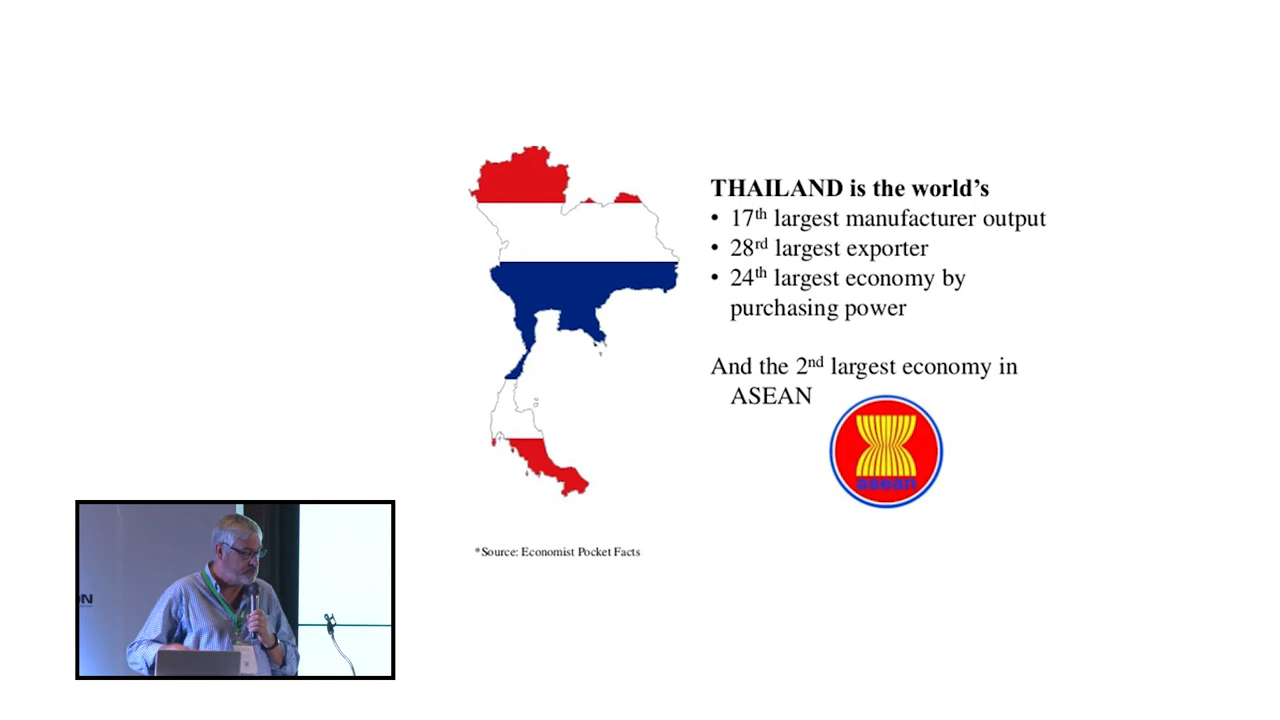 THAILAND is the world’s
• 17th largest manufacturer output
• 28rd largest exporter
• 24th largest economy by
purchasing power
And the 2nd largest economy in
ASEAN
asean
*Source: Economist Pocket Facts
ON